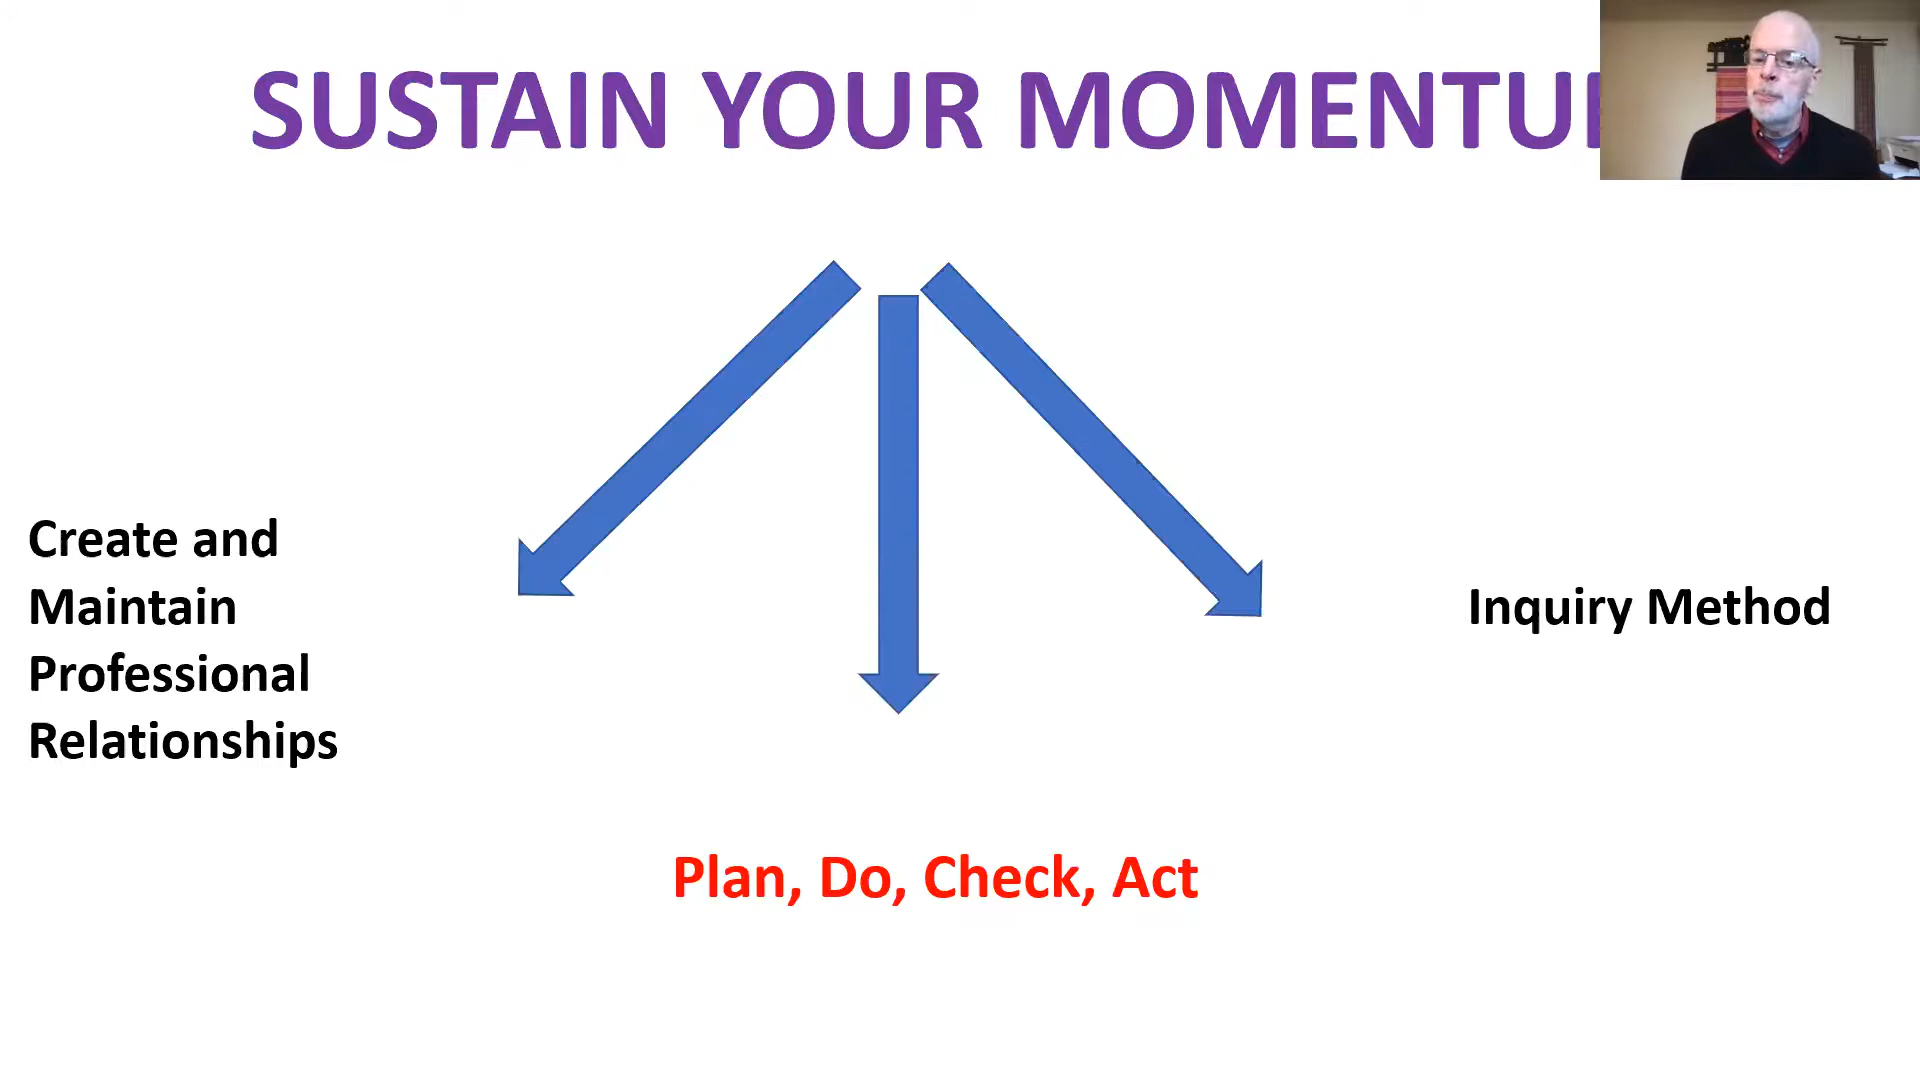 SUSTAIN YOUR MOMENTU
Create and
Maintain
Professional
Relationships
Inquiry Method
Plan, Do, Check, Act